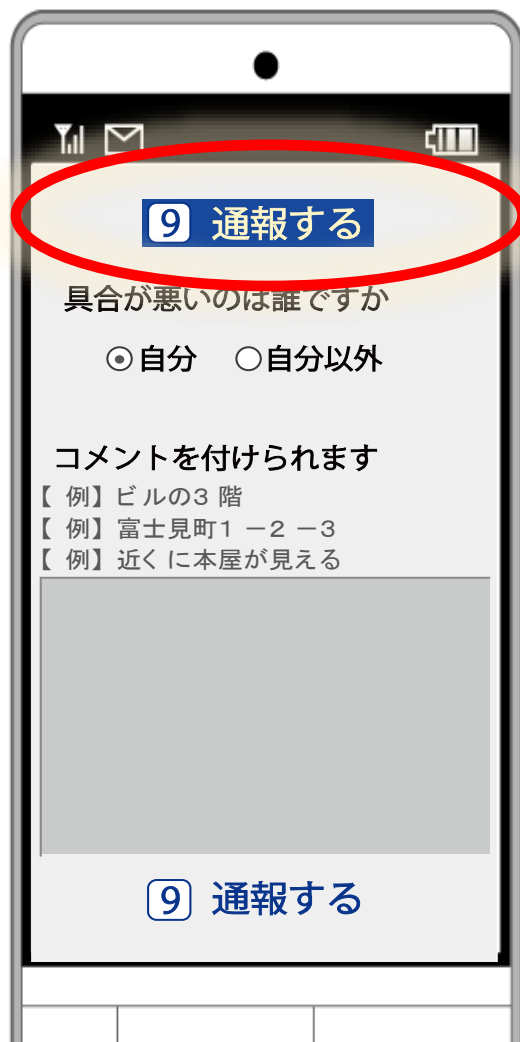 9 通報する
具合が悪いのは誰ですか
自分 自分以外
コメントを付けられます
【 例】ビルの3 階
【 例】富士見町1 －2 －3
【 例】近く に本屋が見える
9 通報する